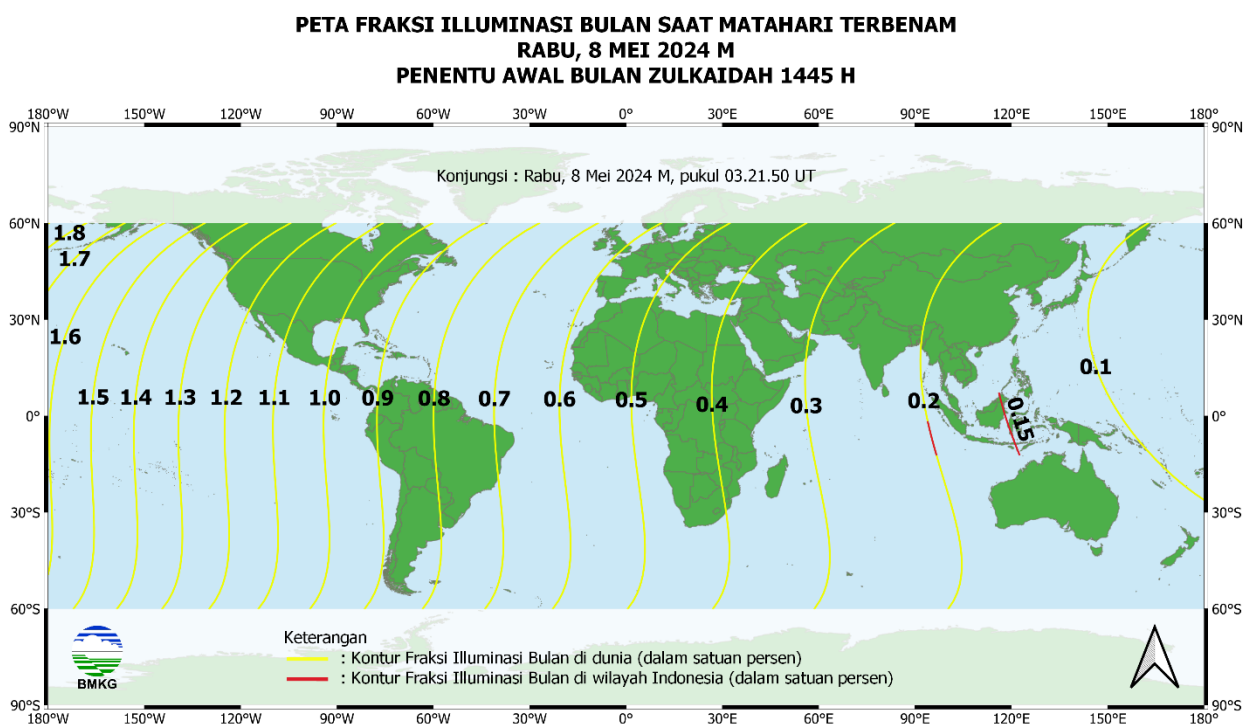 PETA FRAKSI ILLUMINASI BULAN SAAT MATAHARI TERBENAM
RABU, 8 MEI 2024 M
PENENTU AWAL BULAN ZULKAIDAH 1445 H
180°W 150°W 120°W 90°W 60°W 30°W 0° 30°E 60°E 90°E 120°E 150°E 180°
90°N 90°N
Konjungsi : Rabu, 8 Mei 2024 M, pukul 03.21.50 UT
60°N 60°N
1.8
1.7
30°N 30°N
1.6
0.1
1.5 1.4 1.3 1.2 1.1 1.0 0.9 0.8 0.7 0.6 0.5 0.4 0.3 0.2 0.15
0° 0°
30°S 30°S
60°S 60°S
Keterangan
: Kontur Fraksi Illuminasi Bulan di dunia (dalam satuan persen)
: Kontur Fraksi Illuminasi Bulan di wilayah Indonesia (dalam satuan persen)
BMKG
90°S 90°S
180°W 150°W 120°W 90°W 60°W 30°W 0° 30°E 60°E 90°E 120°E 150°E 180°